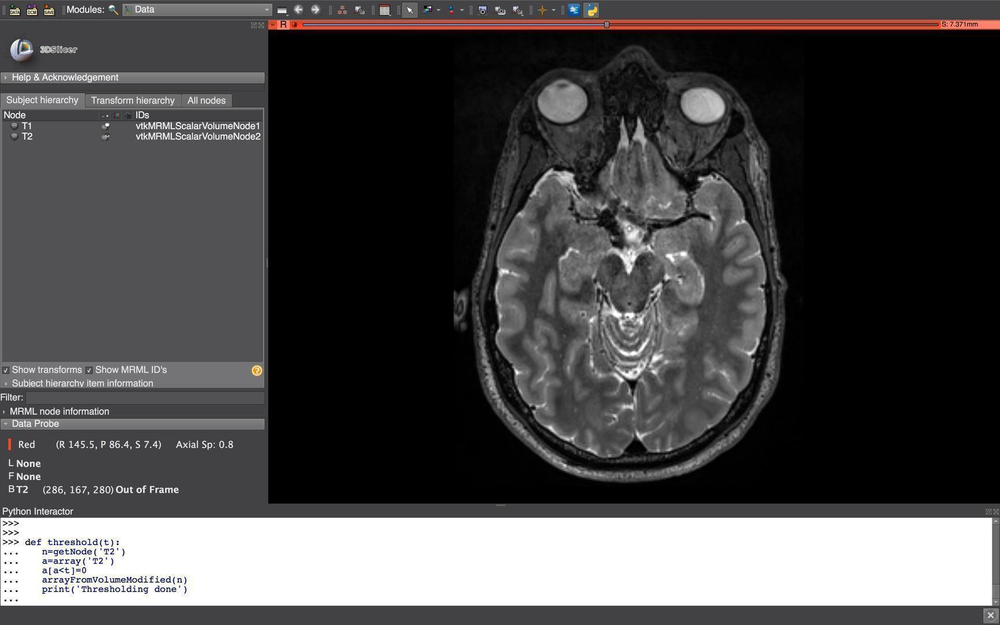 DATA DCM SAVE Modules: Data
R S: 7.371mm
3DSlicer
Help & Acknowledgement
Subject hierarchy Transform hierarchy All nodes
Node IDs
T1 vtkMRMLScalarVolumeNode1
T2 vtkMRMLScalarVolumeNode2
Show transforms Show MRML ID's
Subject hierarchy item information
Filter:
MRML node information
Data Probe
Red (R 145.5, P 86.4, S 7.4) Axial Sp: 0.8
L None
F None
B T2 (286, 167, 280) Out of Frame
Python Interactor
>>>
>>>
>>> def threshold(t):
... n=getNode('T2')
... a=array('T2')
... a[a<t]=0
... arrayFromVolumeModified(n)
... print('Thresholding done')
...